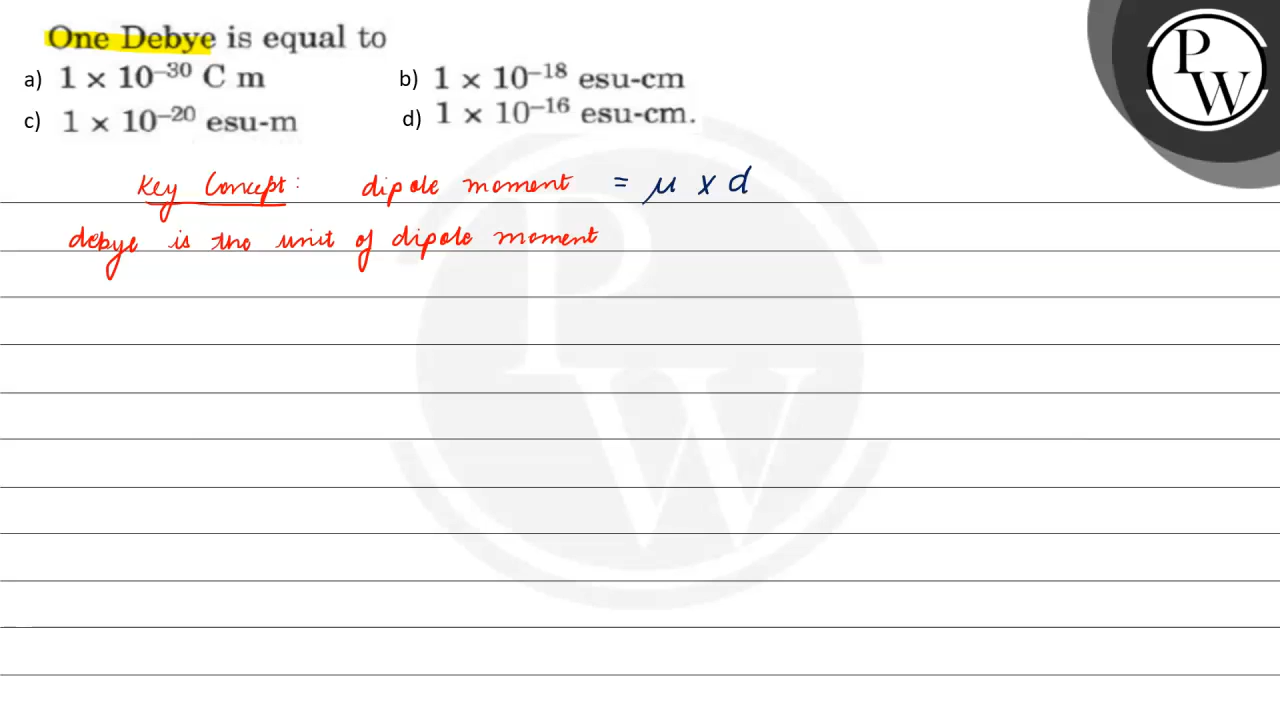 One Debye is equal to
a) 1 × 10⁻³⁰ C m b) 1 × 10⁻¹⁸ esu-cm
c) 1 × 10⁻²⁰ esu-m d) 1 × 10⁻¹⁶ esu-cm.
Key Concept: dipole moment = μ x d
debye is the unit of dipole moment
P
W
P
W